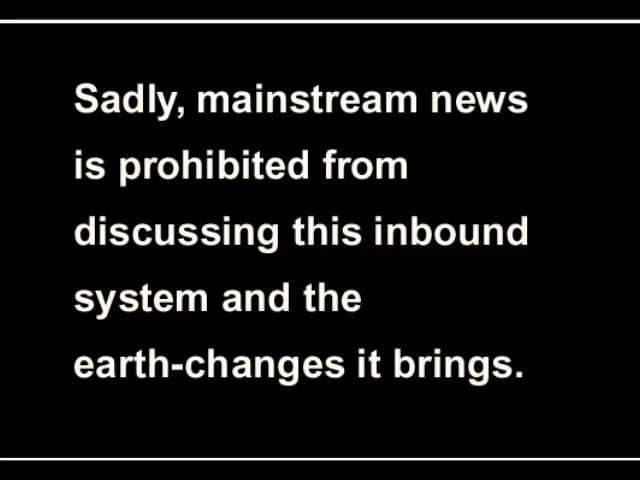 Sadly, mainstream news
is prohibited from
discussing this inbound
system and the
earth-changes it brings.